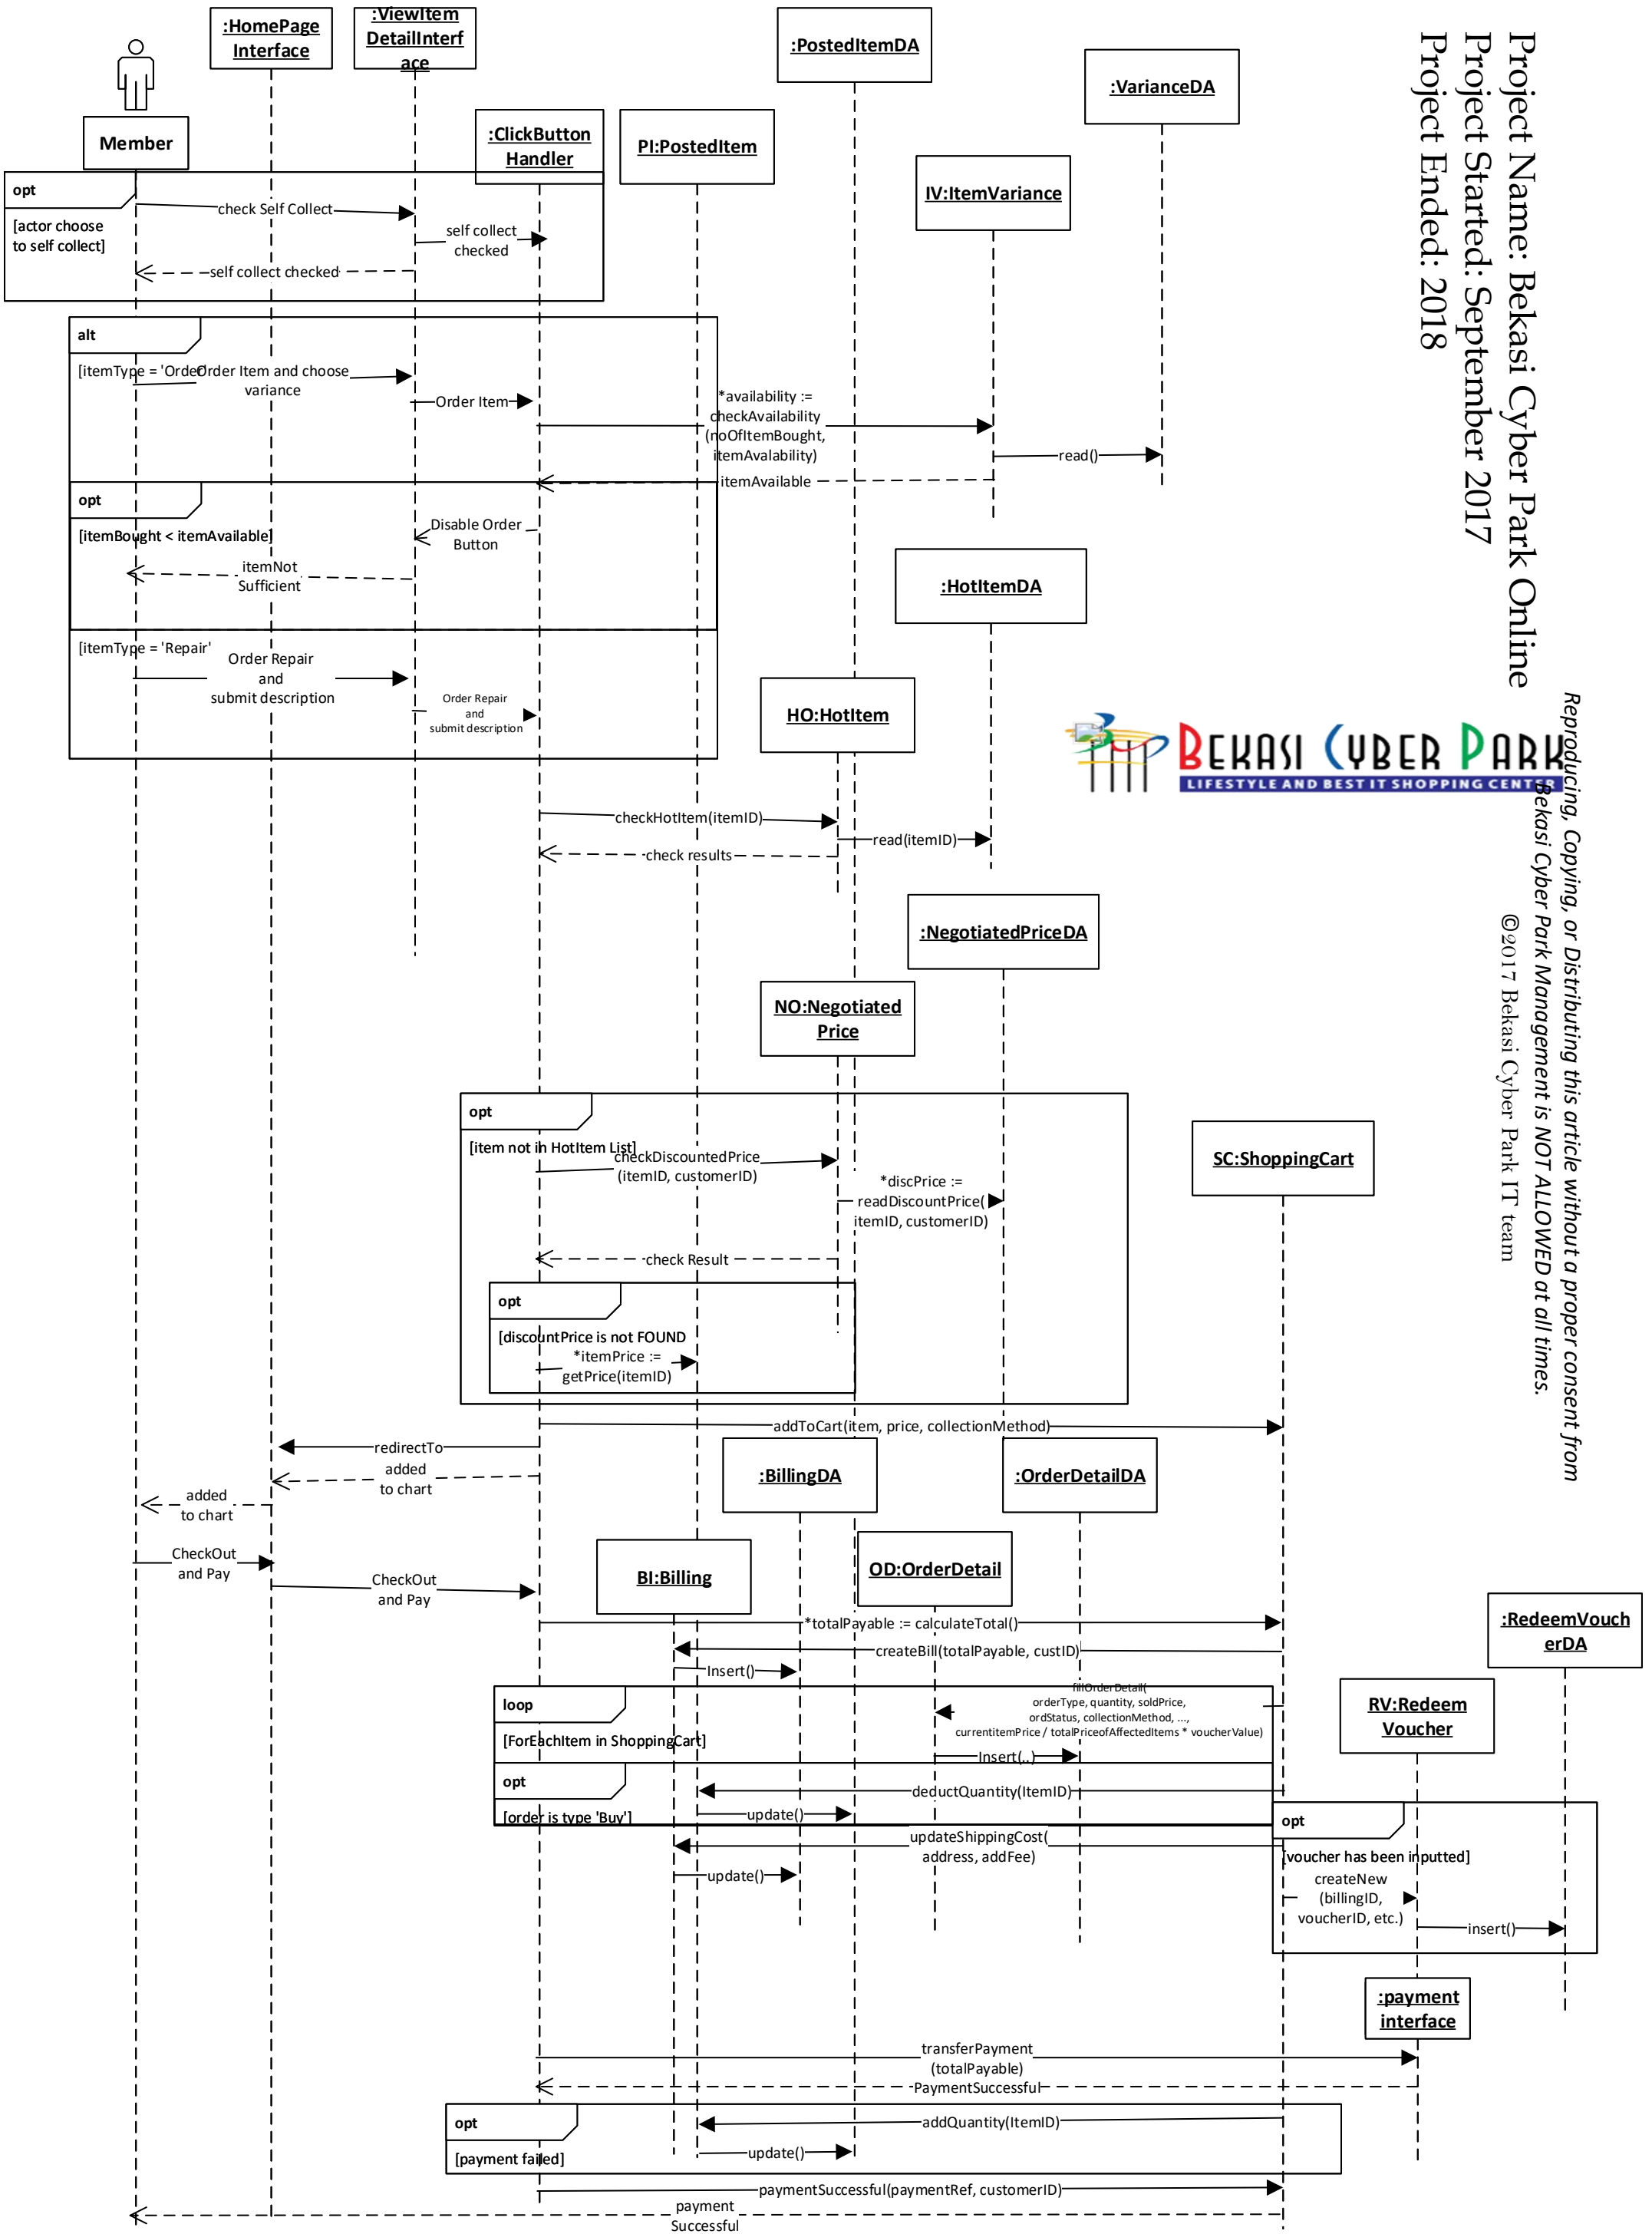 :HomePage
Interface
:ViewItem
DetailInterf
ace
:PostedItemDA
:VarianceDA
Member
:ClickButton
Handler
PI:PostedItem
IV:ItemVariance
opt
[actor choose
to self collect]
check Self Collect
self collect
checked
self collect checked
alt
[itemType = 'Order'
Order Item and choose
variance
Order Item
*availability :=
checkAvailability
(noOfItemBought,
itemAvalability)
read()
itemAvailable
opt
[itemBought < itemAvailable]
Disable Order
Button
itemNot
Sufficient
:HotItemDA
[itemType = 'Repair'
Order Repair
and
submit description
Order Repair
and
submit description
HO:HotItem
checkHotItem(itemID)
read(itemID)
check results
:NegotiatedPriceDA
NO:Negotiated
Price
opt
[item not in HotItem List]
checkDiscountedPrice
(itemID, customerID)
*discPrice :=
readDiscountPrice(
itemID, customerID)
check Result
SC:ShoppingCart
opt
[discountPrice is not FOUND
*itemPrice :=
getPrice(itemID)
addToCart(item, price, collectionMethod)
redirectTo
added
to chart
added
to chart
:BillingDA
:OrderDetailDA
CheckOut
and Pay
CheckOut
and Pay
BI:Billing
OD:OrderDetail
*totalPayable := calculateTotal()
createBill(totalPayable, custID)
Insert()
:RedeemVouch
erDA
RV:Redeem
Voucher
loop
[ForEachItem in ShoppingCart]
fillOrderDetail(
orderType, quantity, soldPrice,
ordStatus, collectionMethod, ...,
currentitemPrice / totalPriceofAffectedItems * voucherValue)
Insert(..)
opt
[order is type 'Buy']
deductQuantity(ItemID)
update()
updateShippingCost(
address, addFee)
update()
opt
[voucher has been inputted]
createNew
(billingID,
voucherID, etc.)
insert()
:payment
interface
transferPayment
(totalPayable)
PaymentSuccessful
opt
[payment failed]
addQuantity(ItemID)
update()
paymentSuccessful(paymentRef, customerID)
payment
Successful
Project Name: Bekasi Cyber Park Online
Project Started: September 2017
Project Ended: 2018
BEKASI CYBER PARK
LIFESTYLE AND BEST IT SHOPPING CENTER
Reproducing, Copying, or Distributing this article without a proper consent from
Bekasi Cyber Park Management is NOT ALLOWED at all times.
©2017 Bekasi Cyber Park IT team